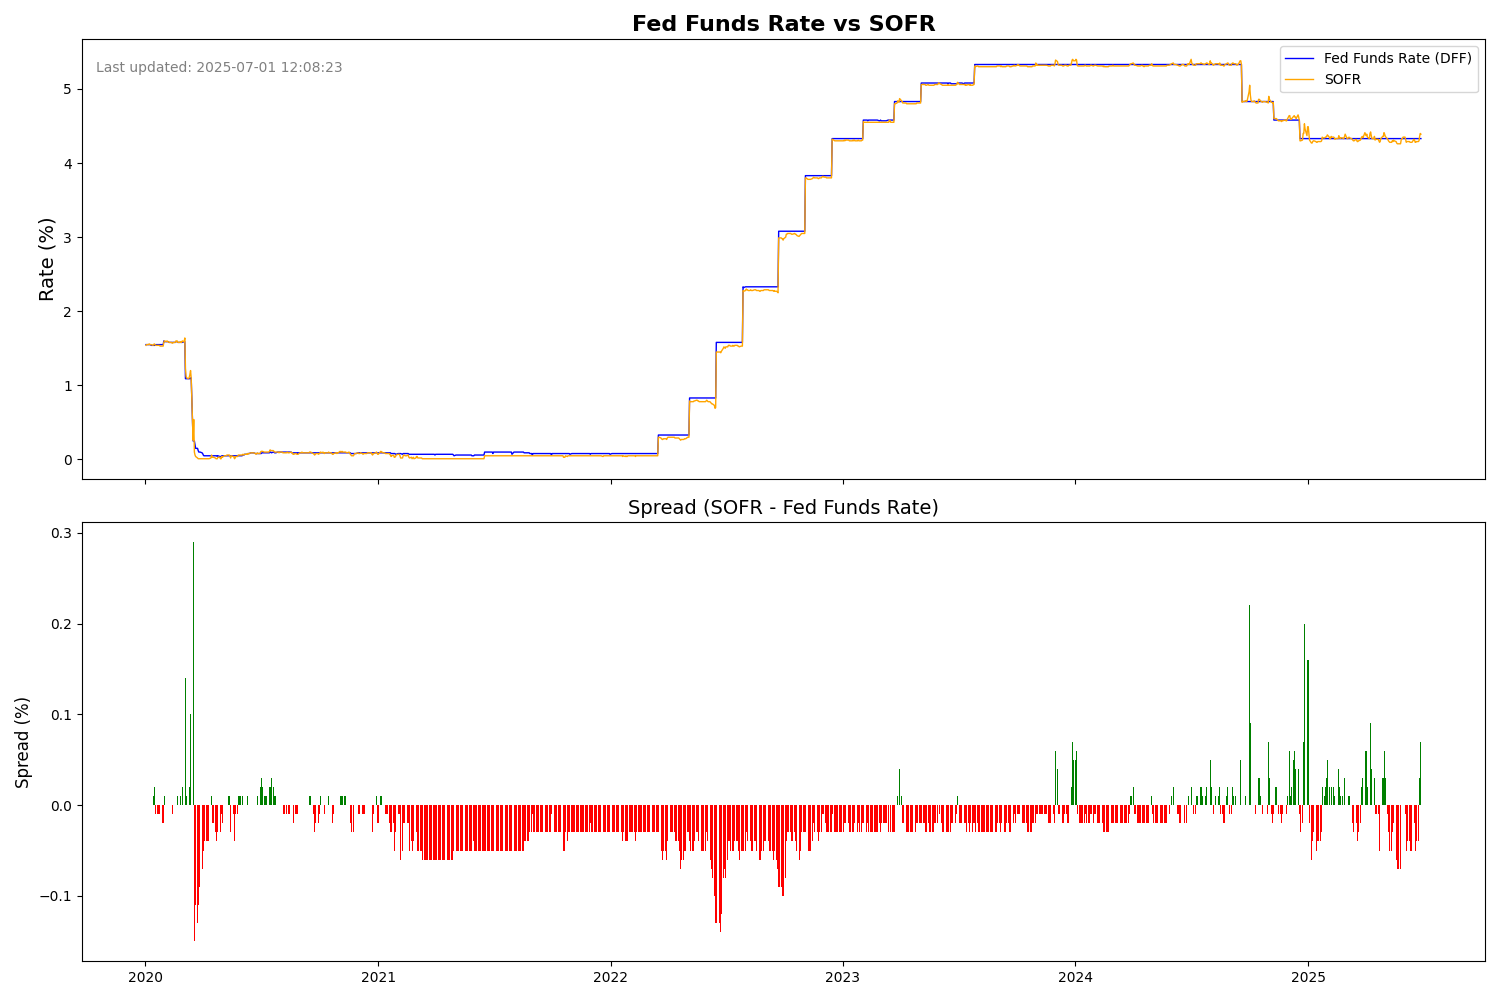 Fed Funds Rate vs SOFR
Last updated: 2025-07-01 12:08:23
Fed Funds Rate (DFF)
SOFR
Rate (%)
5
4
3
2
1
0
Spread (SOFR - Fed Funds Rate)
Spread (%)
0.3
0.2
0.1
0.0
−0.1
2020 2021 2022 2023 2024 2025